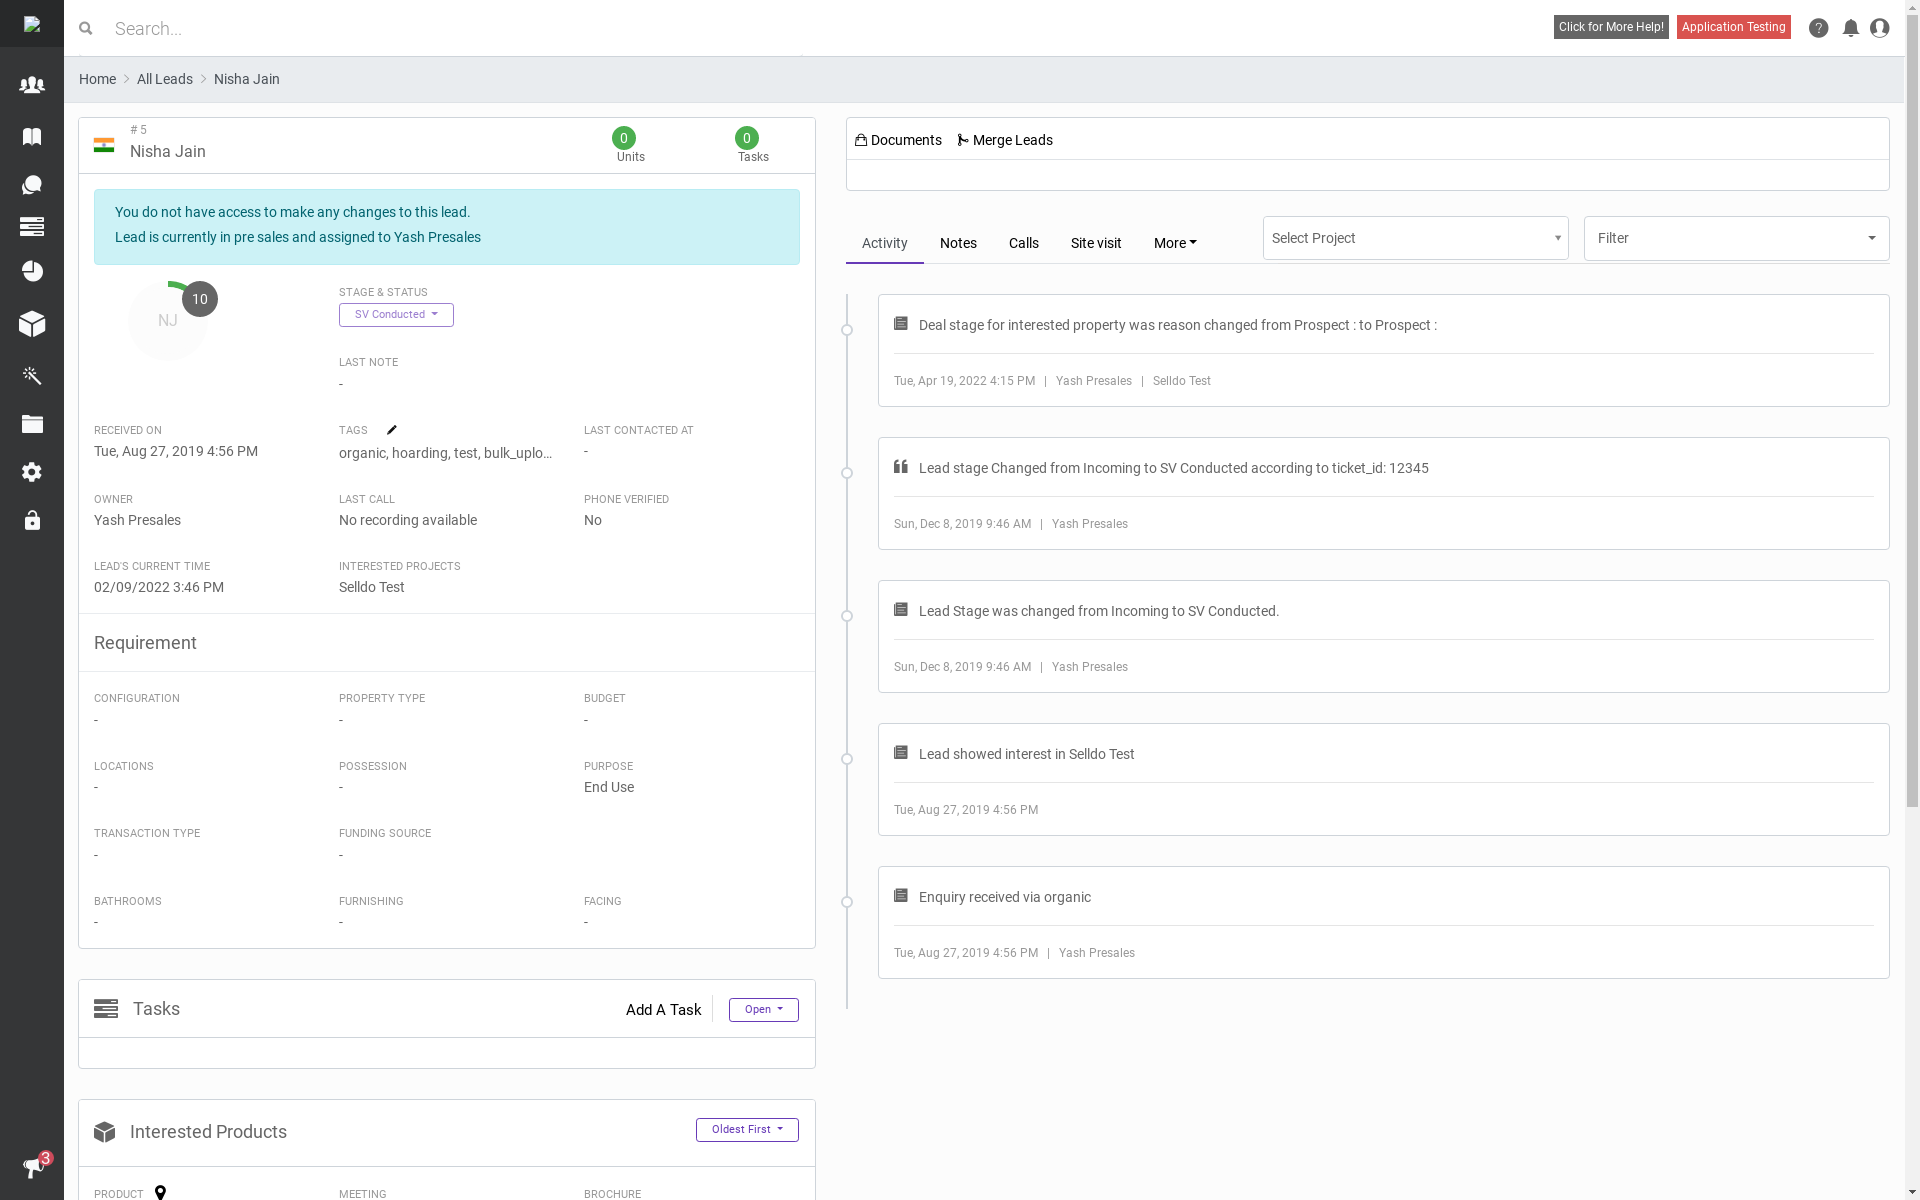 Search...
Click for More Help!
Application Testing
Home
All Leads
Nisha Jain
# 5
Nisha Jain
0
Units
0
Tasks
You do not have access to make any changes to this lead.
Lead is currently in pre sales and assigned to Yash Presales
NJ
10
STAGE & STATUS
SV Conducted
LAST NOTE
-
RECEIVED ON
Tue, Aug 27, 2019 4:56 PM
TAGS
organic, hoarding, test, bulk_uplo...
LAST CONTACTED AT
-
OWNER
Yash Presales
LAST CALL
No recording available
PHONE VERIFIED
No
LEAD'S CURRENT TIME
02/09/2022 3:46 PM
INTERESTED PROJECTS
Selldo Test
Requirement
CONFIGURATION
-
PROPERTY TYPE
-
BUDGET
-
LOCATIONS
-
POSSESSION
-
PURPOSE
End Use
TRANSACTION TYPE
-
FUNDING SOURCE
-
BATHROOMS
-
FURNISHING
-
FACING
-
Tasks
Add A Task
Open
Interested Products
Oldest First
PRODUCT
MEETING
BROCHURE
3
Documents
Merge Leads
Activity
Notes
Calls
Site visit
More
Select Project
Filter
Deal stage for interested property was reason changed from Prospect : to Prospect :
Tue, Apr 19, 2022 4:15 PM | Yash Presales | Selldo Test
Lead stage Changed from Incoming to SV Conducted according to ticket_id: 12345
Sun, Dec 8, 2019 9:46 AM | Yash Presales
Lead Stage was changed from Incoming to SV Conducted.
Sun, Dec 8, 2019 9:46 AM | Yash Presales
Lead showed interest in Selldo Test
Tue, Aug 27, 2019 4:56 PM
Enquiry received via organic
Tue, Aug 27, 2019 4:56 PM | Yash Presales